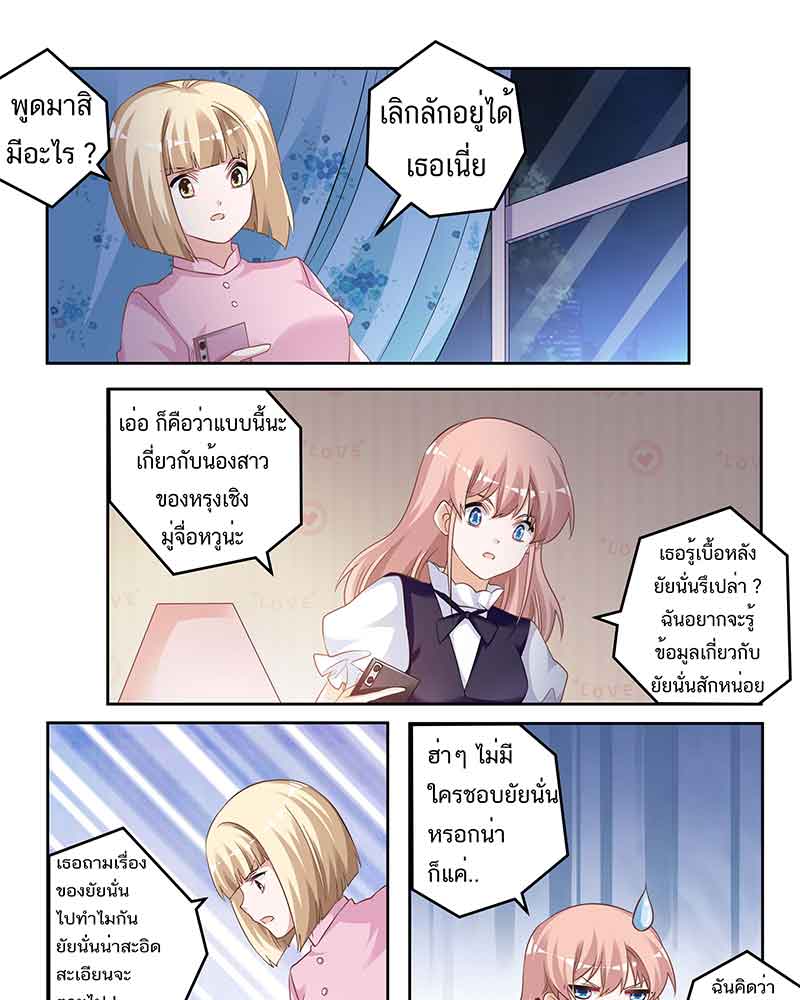 พูดมาสิ
มีอะไร ?
เลิกลักอยู่ได้
เธอเนี่ย
เอ่อ ก็คือว่าแบบนี้นะ
เกี่ยวกับน้องสาว
ของหรุงเชิง
มู่จื่อหวูน่ะ
LOVE
LOVE
LOVE
LOVE
เธอรู้เบื้อหลัง
ยัยนั่นรึเปล่า ?
ฉันอยากจะรู้
ข้อมูลเกี่ยวกับ
ยัยนั่นสักหน่อย
เธอถามเรื่อง
ของยัยนั่น
ไปทำไมกัน
ยัยนั่นน่าสะอิด
สะเอียนจะ
ฮ่าๆ ไม่มี
ใครชอบยัยนั่น
หรอกน่า
ก็แค่..
ฉันคิดว่า